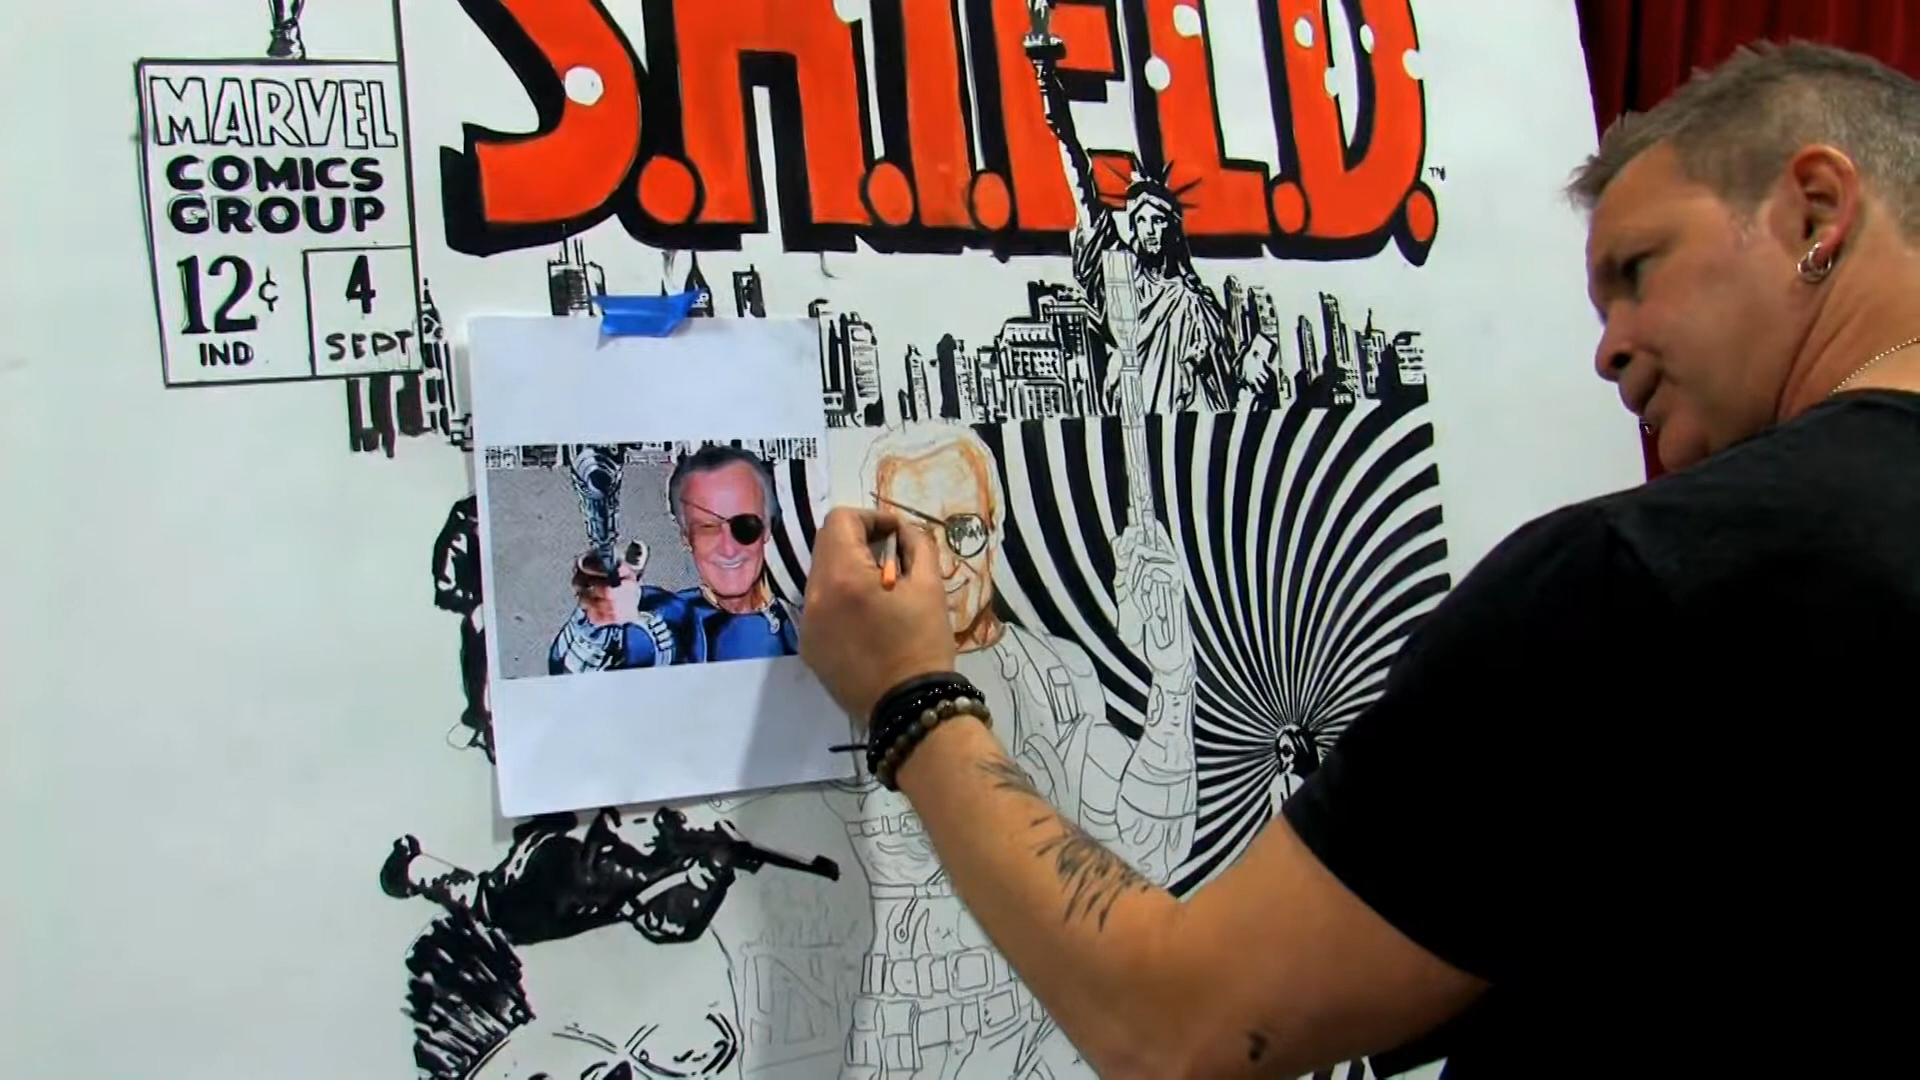 S.H.I.E.L.D.
TM
MARVEL
COMICS
GROUP
12¢
IND
4
SEPT